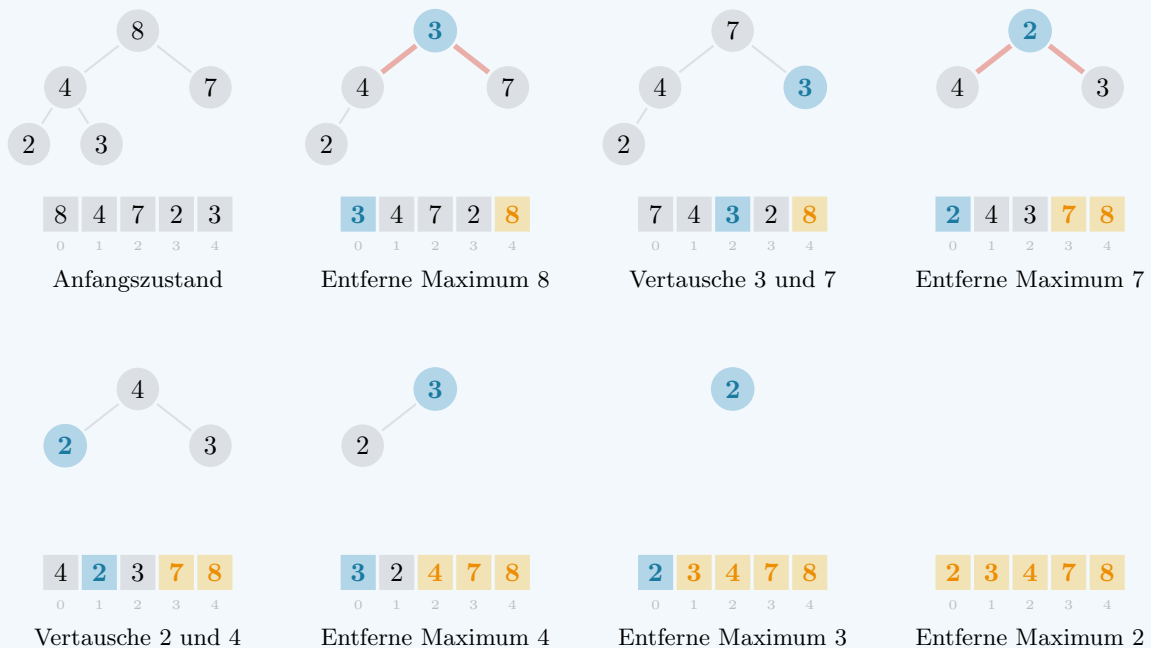 8
4 7
2 3
8 4 7 2 3
0 1 2 3 4
Anfangszustand
3
4 7
2
3 4 7 2 8
0 1 2 3 4
Entferne Maximum 8
7
4 3
2
7 4 3 2 8
0 1 2 3 4
Vertausche 3 und 7
2
4 3
2 4 3 7 8
0 1 2 3 4
Entferne Maximum 7
4
2 3
4 2 3 7 8
0 1 2 3 4
Vertausche 2 und 4
3
2
3 2 4 7 8
0 1 2 3 4
Entferne Maximum 4
2
2 3 4 7 8
0 1 2 3 4
Entferne Maximum 3
2 3 4 7 8
0 1 2 3 4
Entferne Maximum 2